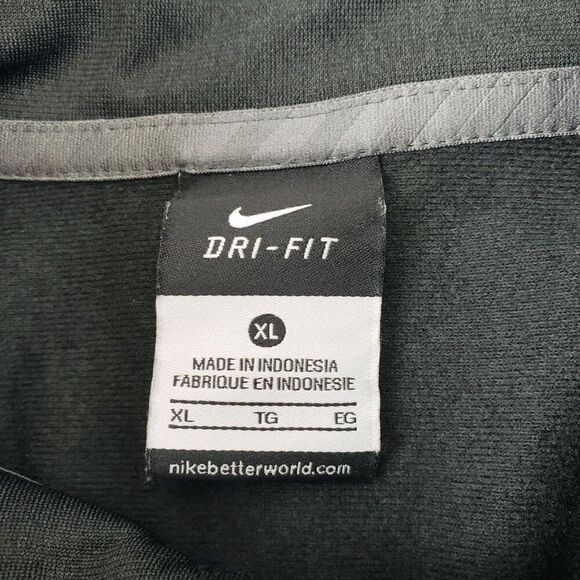 DRI-FIT
XL
MADE IN INDONESIA
FABRIQUE EN INDONESIE
XL TG EG
nikebetterworld.com